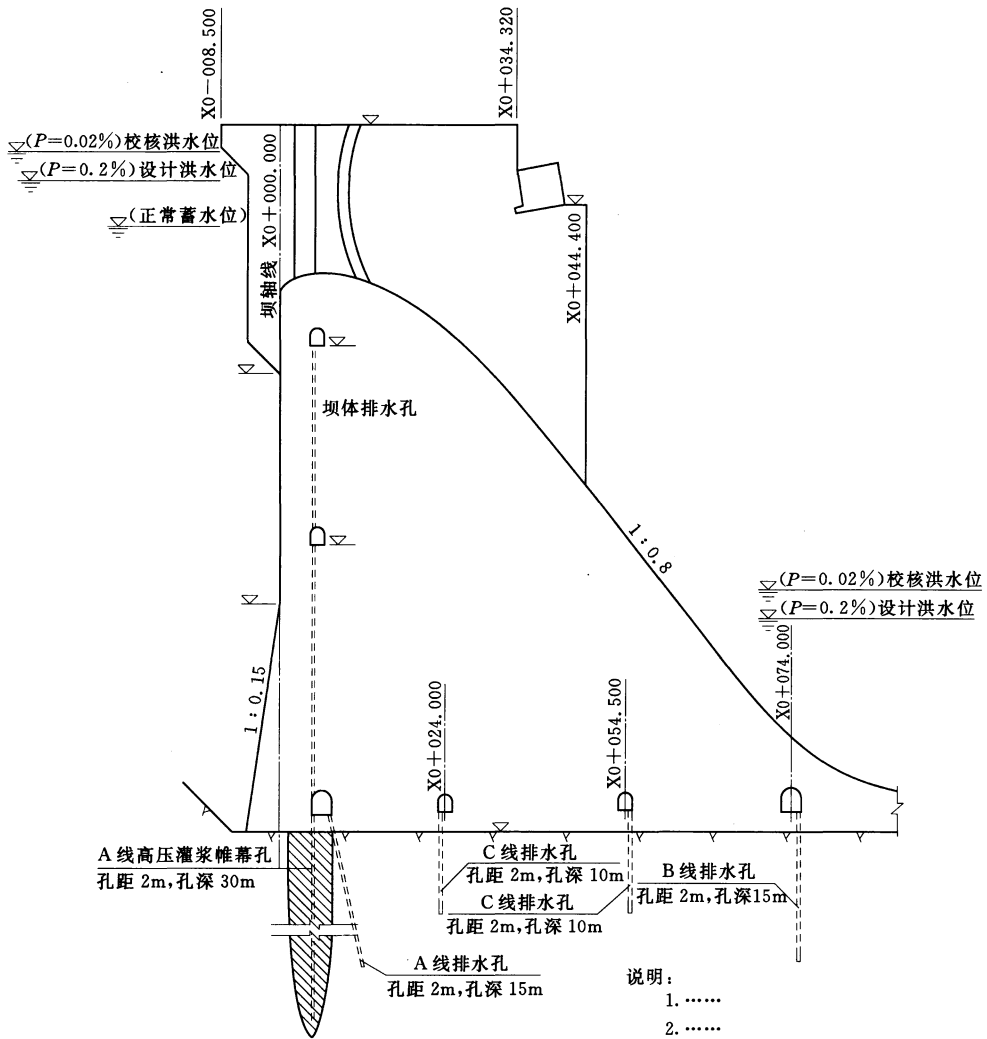 X0－008.500
X0＋034.320
(P=0.02%)校核洪水位
(P=0.2%)设计洪水位
(正常蓄水位)
坝轴线 X0＋000.000
X0＋044.400
坝体排水孔
1:0.8
(P=0.02%)校核洪水位
(P=0.2%)设计洪水位
1:0.15
X0＋024.000
X0＋054.500
X0＋074.000
A线高压灌浆帷幕孔
孔距2m,孔深30m
C线排水孔
孔距2m,孔深10m
C线排水孔
孔距2m,孔深10m
B线排水孔
孔距2m,孔深15m
A线排水孔
孔距2m,孔深15m
说明:
1.……
2.……